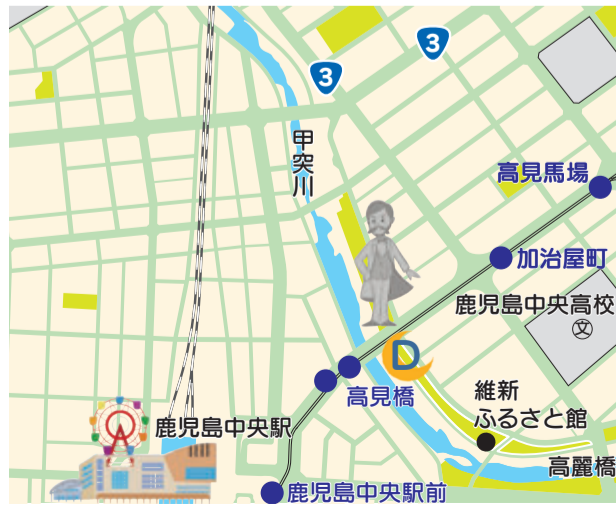 3
3
甲突川
高見馬場
加治屋町
鹿児島中央高校
文
D
高見橋
維新
ふるさと館
鹿児島中央駅
高麗橋
鹿児島中央駅前